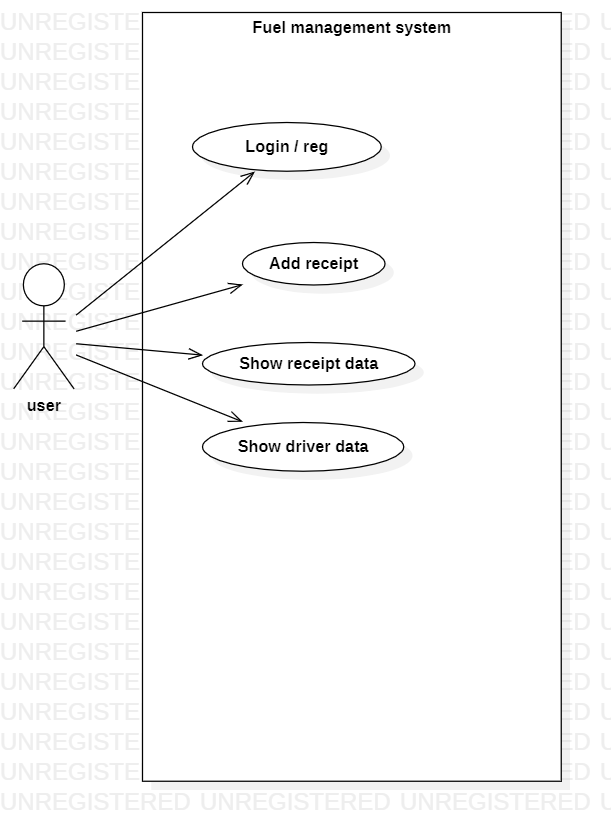 Fuel management system
Login / reg
Add receipt
Show receipt data
Show driver data
user
UNREGISTERED UNREGISTERED UNREGISTERED U